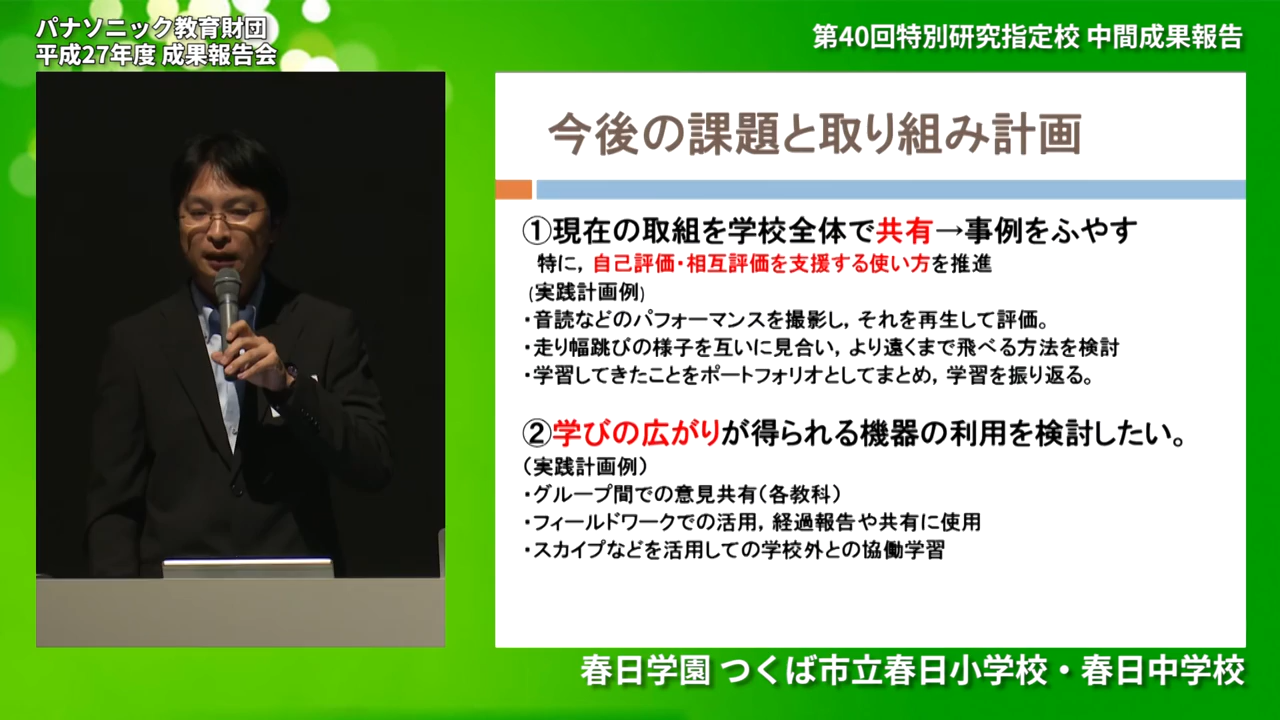 パナソニック教育財団
平成27年度 成果報告会
第40回特別研究指定校 中間成果報告
今後の課題と取り組み計画
①現在の取組を学校全体で共有→事例をふやす
特に，自己評価・相互評価を支援する使い方を推進
(実践計画例)
・音読などのパフォーマンスを撮影し，それを再生して評価。
・走り幅跳びの様子を互いに見合い，より遠くまで飛べる方法を検討
・学習してきたことをポートフォリオとしてまとめ，学習を振り返る。
②学びの広がりが得られる機器の利用を検討したい。
（実践計画例）
・グループ間での意見共有（各教科）
・フィールドワークでの活用，経過報告や共有に使用
・スカイプなどを活用しての学校外との協働学習
春日学園 つくば市立春日小学校・春日中学校